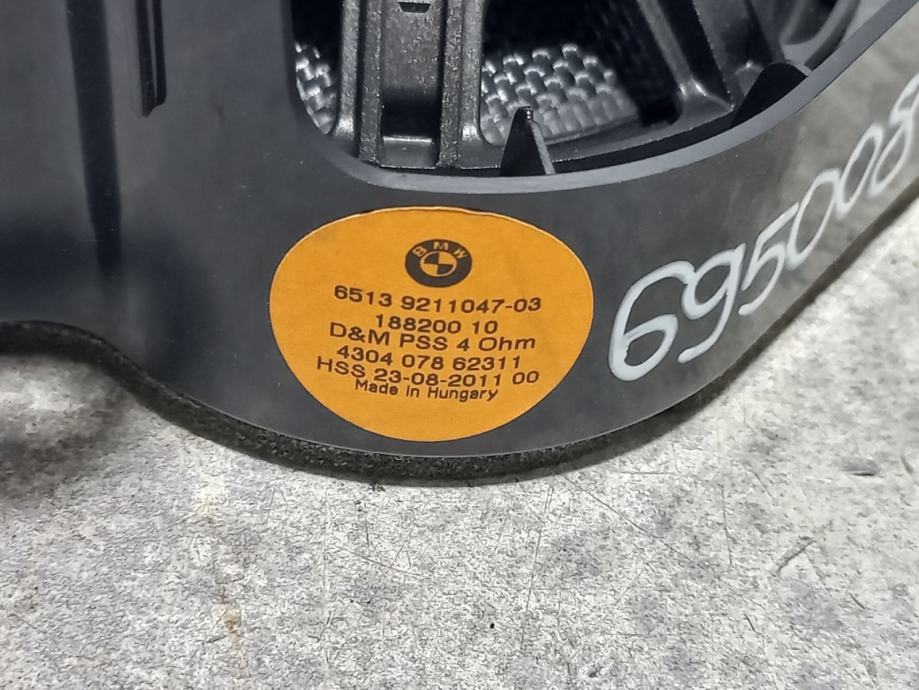 BMW
6513 9211047-03
188200 10
D&M PSS 4 Ohm
4304 078 62311
HSS 23-08-2011 00
Made in Hungary
695008